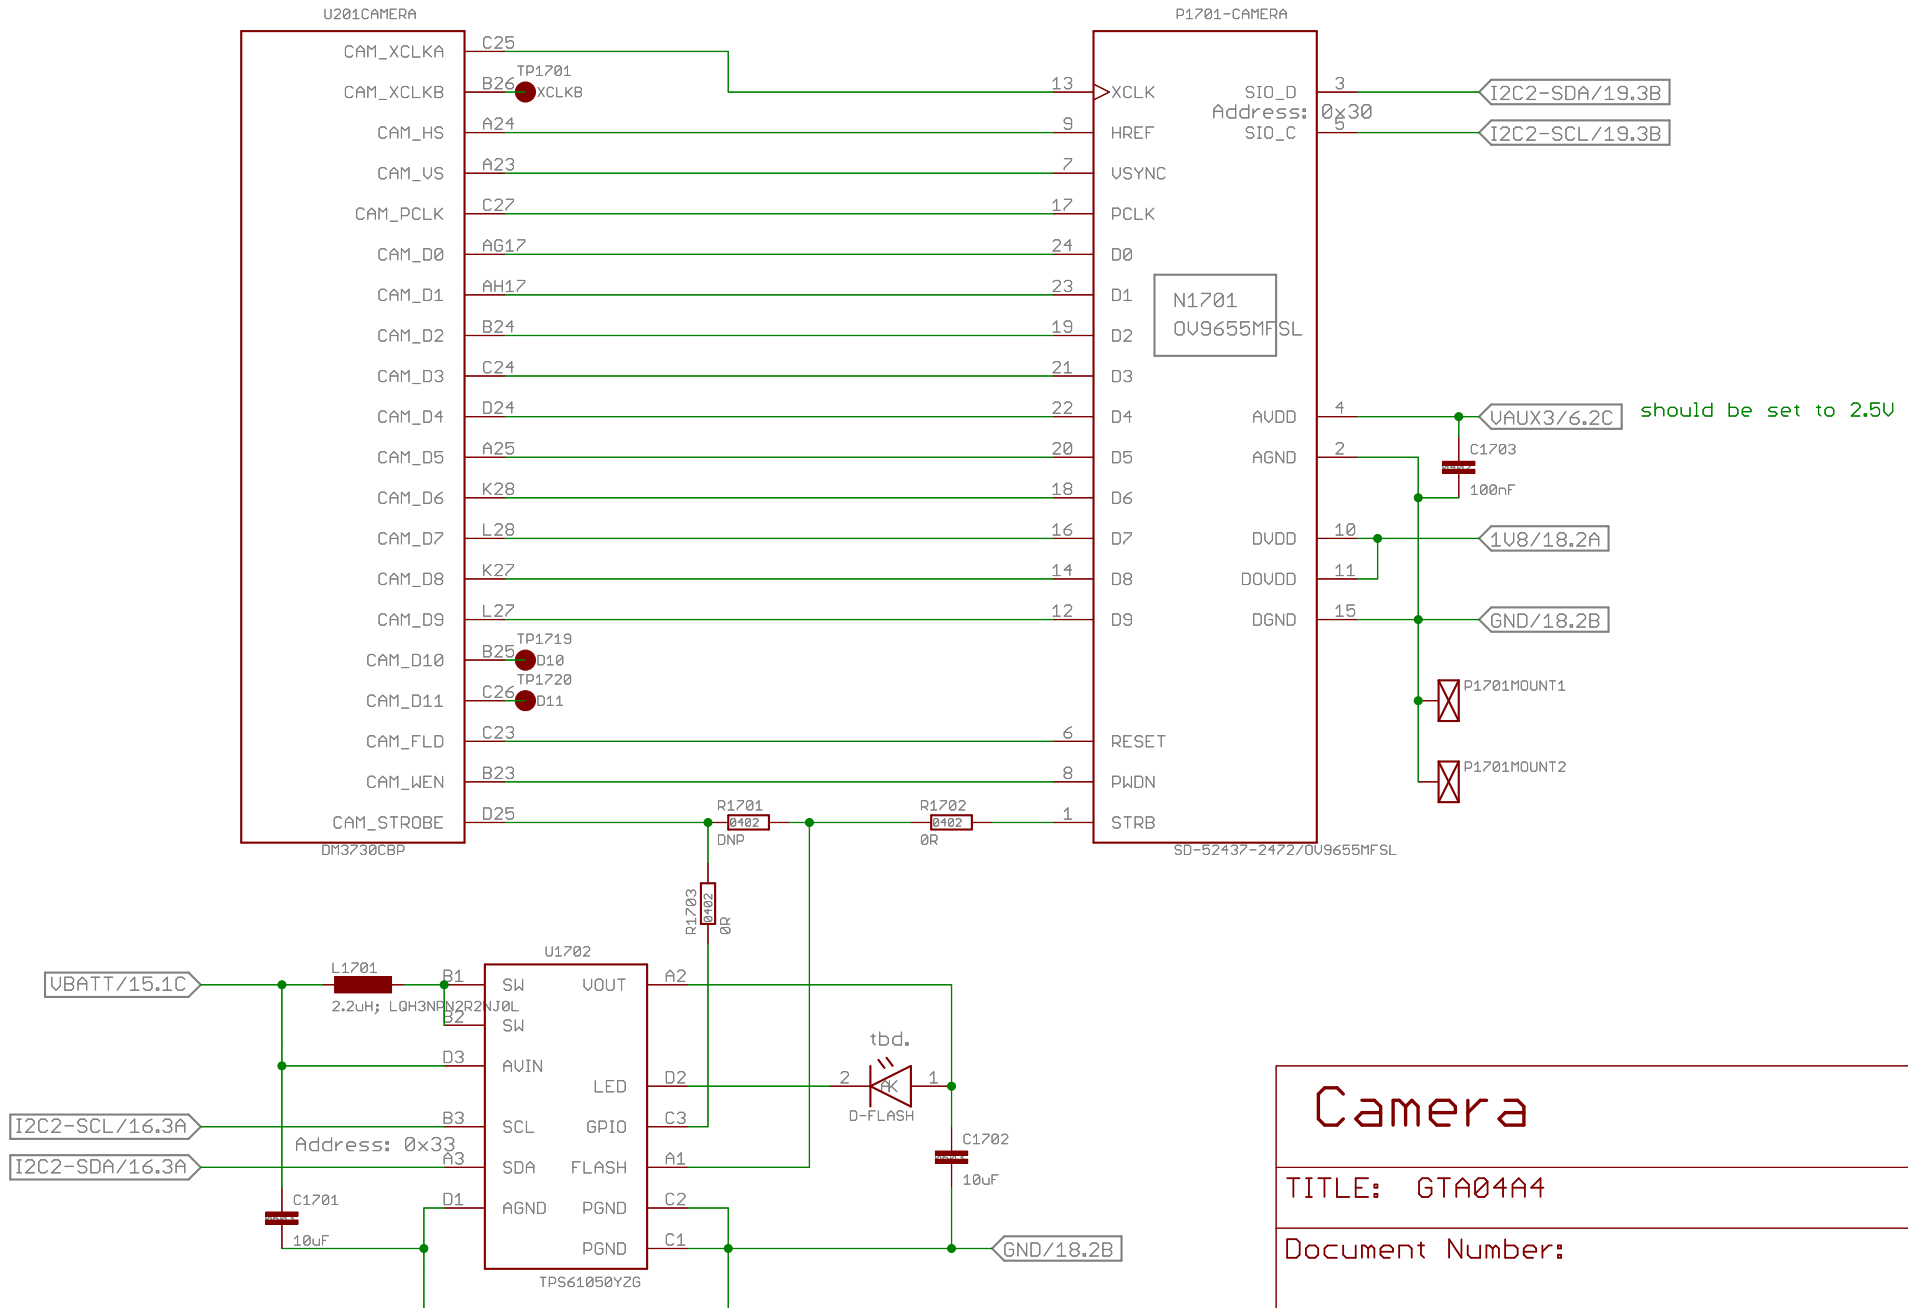 U201CAMERA
CAM_XCLKA C25
CAM_XCLKB B26
TP1701
XCLKB
CAM_HS A24
CAM_VS A23
CAM_PCLK C27
CAM_D0 AG17
CAM_D1 AH17
CAM_D2 B24
CAM_D3 C24
CAM_D4 D24
CAM_D5 A25
CAM_D6 K28
CAM_D7 L28
CAM_D8 K27
CAM_D9 L27
CAM_D10 B25
TP1719
D10
CAM_D11 C26
TP1720
D11
CAM_FLD C23
CAM_WEN B23
CAM_STROBE D25
DM3730CBP
P1701-CAMERA
13 XCLK
9 HREF
7 VSYNC
17 PCLK
24 D0
23 D1
19 D2
21 D3
22 D4
20 D5
18 D6
16 D7
14 D8
12 D9
6 RESET
8 PWDN
1 STRB
N1701
OV9655MFSL
SIO_D 3
I2C2-SDA/19.3B
Address: 0x30
SIO_C 5
I2C2-SCL/19.3B
AVDD 4
VAUX3/6.2C
should be set to 2.5V
AGND 2
C1703
100nF
DVDD 10
1V8/18.2A
DOVDD 11
DGND 15
GND/18.2B
P1701MOUNT1
P1701MOUNT2
SD-52437-2472/OV9655MFSL
R1701
0402
DNP
R1702
0402
0R
R1703
0402
0R
U1702
VBATT/15.1C
L1701
2.2uH; LQH3NPN2R2NJ0L
B1 SW
B2 SW
D3 AVIN
I2C2-SCL/16.3A
B3 SCL
Address: 0x33
I2C2-SDA/16.3A
A3 SDA
D1 AGND
C1701
10uF
VOUT A2
LED D2
GPIO C3
FLASH A1
PGND C2
PGND C1
TPS61050YZG
tbd.
2 AK 1
D-FLASH
C1702
10uF
GND/18.2B
Camera
TITLE: GTA04A4
Document Number: